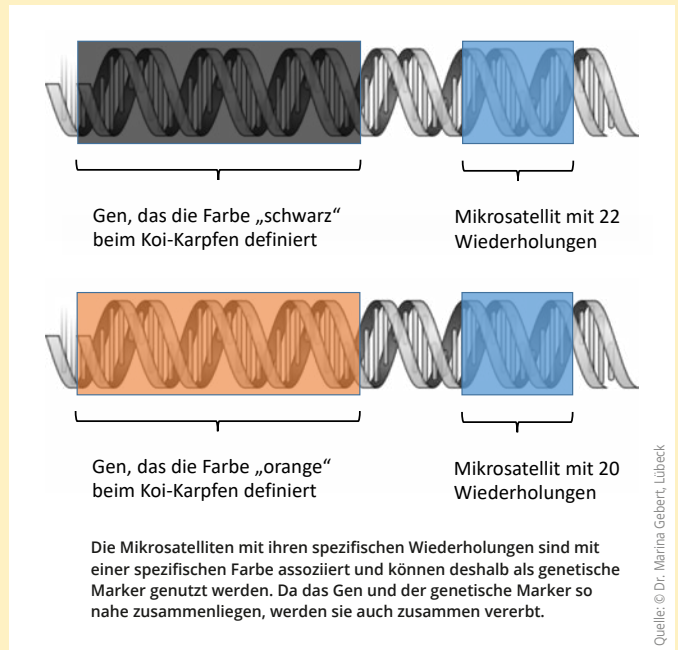 Gen, das die Farbe „schwarz“
beim Koi-Karpfen definiert
Mikrosatellit mit 22
Wiederholungen
Gen, das die Farbe „orange“
beim Koi-Karpfen definiert
Mikrosatellit mit 20
Wiederholungen
Die Mikrosatelliten mit ihren spezifischen Wiederholungen sind mit
einer spezifischen Farbe assoziiert und können deshalb als genetische
Marker genutzt werden. Da das Gen und der genetische Marker so
nahe zusammenliegen, werden sie auch zusammen vererbt.
Quelle: © Dr. Marina Gebert, Lübeck